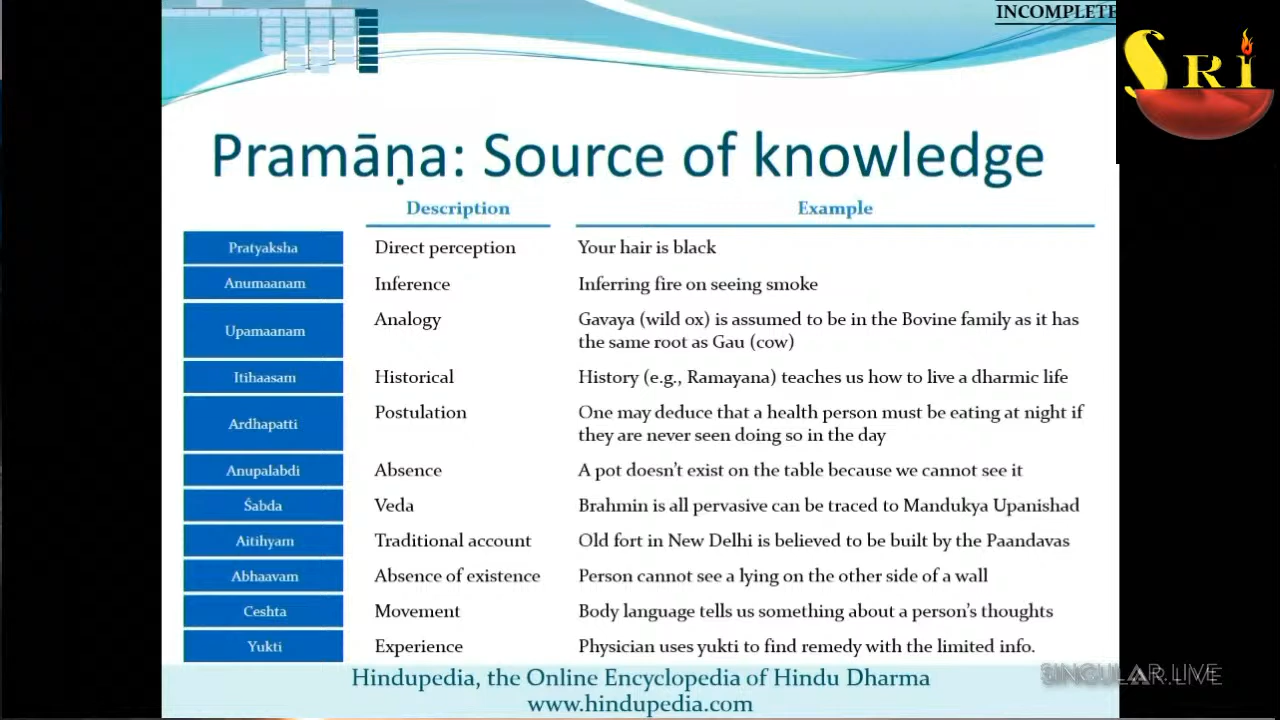 INCOMPLETE
SRi
Pramāṇa: Source of knowledge
Description Example
Pratyaksha Direct perception Your hair is black
Anumaanam Inference Inferring fire on seeing smoke
Upamaanam Analogy Gavaya (wild ox) is assumed to be in the Bovine family as it has
the same root as Gau (cow)
Itihaasam Historical History (e.g., Ramayana) teaches us how to live a dharmic life
Ardhapatti Postulation One may deduce that a health person must be eating at night if
they are never seen doing so in the day
Anupalabdi Absence A pot doesn't exist on the table because we cannot see it
Śabda Veda Brahmin is all pervasive can be traced to Mandukya Upanishad
Aitihyam Traditional account Old fort in New Delhi is believed to be built by the Paandavas
Abhaavam Absence of existence Person cannot see a lying on the other side of a wall
Ceshta Movement Body language tells us something about a person's thoughts
Yukti Experience Physician uses yukti to find remedy with the limited info.
Hindupedia, the Online Encyclopedia of Hindu Dharma
www.hindupedia.com
SINGULAR.LIVE